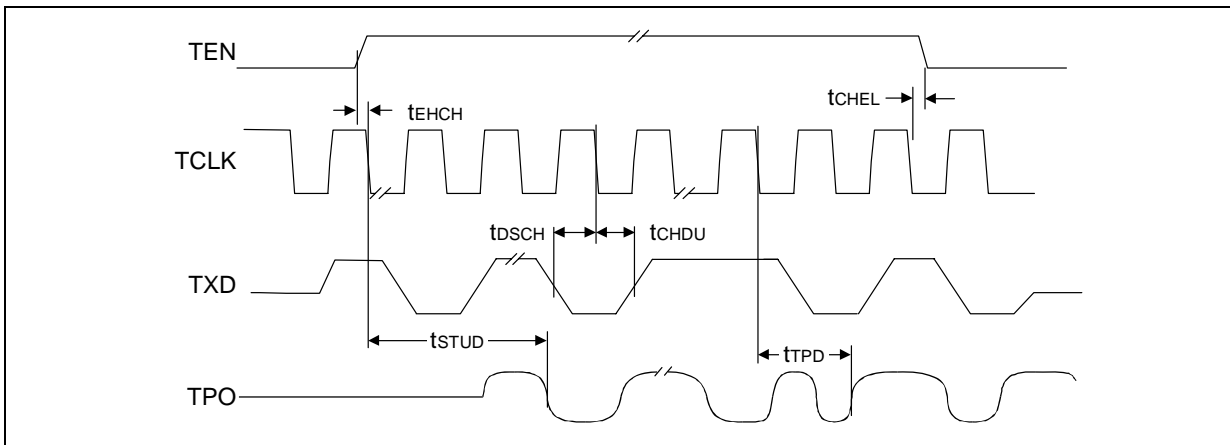 TEN
tCHEL
tEHCH
TCLK
tDSCH
tCHDU
TXD
tSTUD
tTPD
TPO